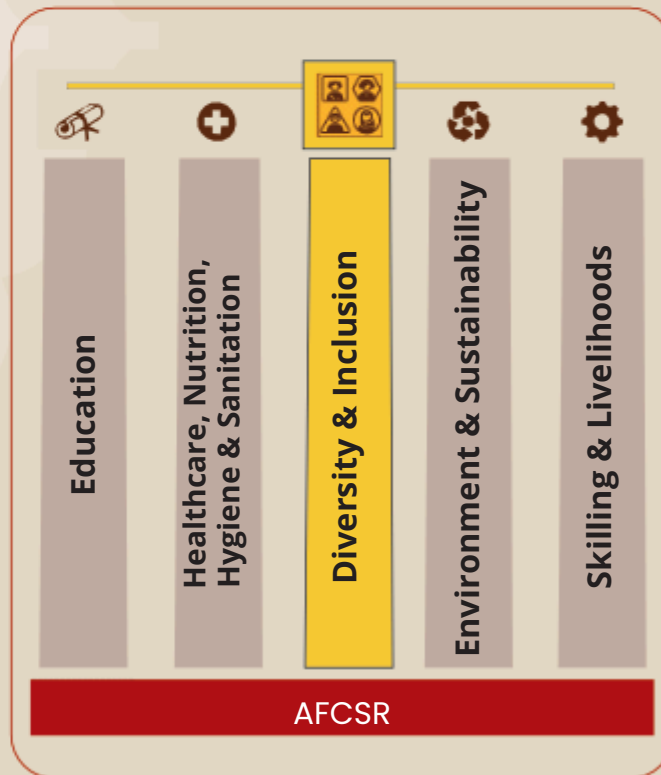 Education
Healthcare, Nutrition,
Hygiene & Sanitation
Diversity & Inclusion
Environment & Sustainability
Skilling & Livelihoods
AFCSR